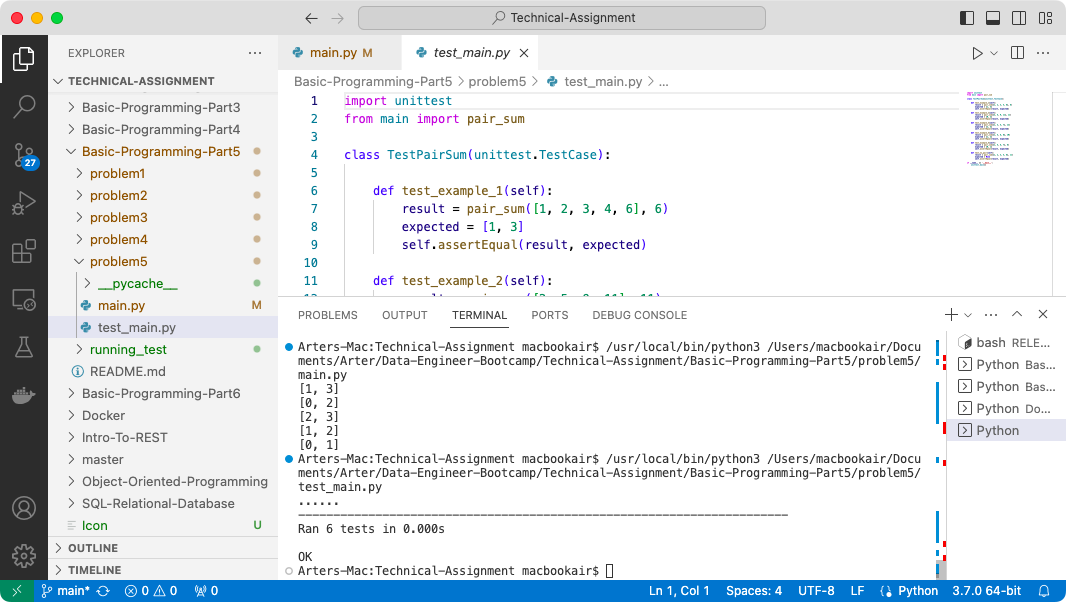 Technical-Assignment
EXPLORER
TECHNICAL-ASSIGNMENT
Basic-Programming-Part3
Basic-Programming-Part4
Basic-Programming-Part5
problem1
problem2
problem3
problem4
problem5
__pycache__
main.py M
test_main.py
running_test
README.md
Basic-Programming-Part6
Docker
Intro-To-REST
master
Object-Oriented-Programming
SQL-Relational-Database
Icon U
OUTLINE
TIMELINE
27
main.py M
test_main.py
Basic-Programming-Part5 > problem5 > test_main.py > ...
1 import unittest
2 from main import pair_sum
3
4 class TestPairSum(unittest.TestCase):
5
6 def test_example_1(self):
7 result = pair_sum([1, 2, 3, 4, 6], 6)
8 expected = [1, 3]
9 self.assertEqual(result, expected)
10
11 def test_example_2(self):
PROBLEMS OUTPUT TERMINAL PORTS DEBUG CONSOLE
Arters-Mac:Technical-Assignment macbookair$ /usr/local/bin/python3 /Users/macbookair/Docu
ments/Arter/Data-Engineer-Bootcamp/Technical-Assignment/Basic-Programming-Part5/problem5/
main.py
[1, 3]
[0, 2]
[2, 3]
[1, 2]
[0, 1]
Arters-Mac:Technical-Assignment macbookair$ /usr/local/bin/python3 /Users/macbookair/Docu
ments/Arter/Data-Engineer-Bootcamp/Technical-Assignment/Basic-Programming-Part5/problem5/
test_main.py
......
----------------------------------------------------------------------
Ran 6 tests in 0.000s
OK
Arters-Mac:Technical-Assignment macbookair$
bash RELE...
Python Bas...
Python Bas...
Python Do...
Python
main* 0 0 0 Ln 1, Col 1 Spaces: 4 UTF-8 LF Python 3.7.0 64-bit